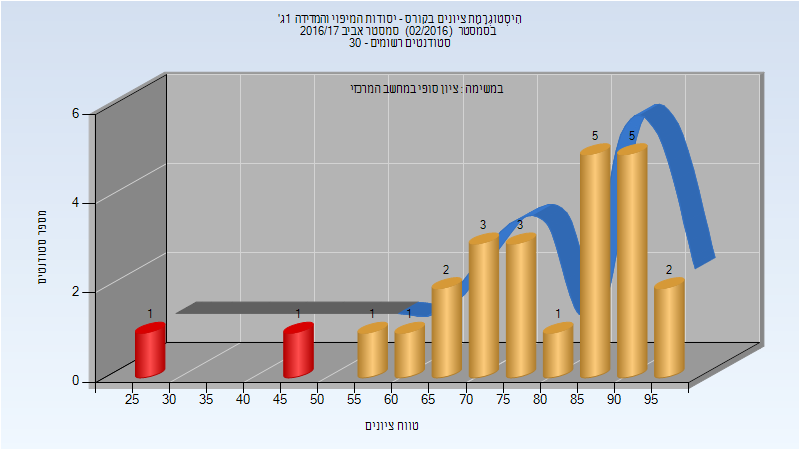 היסטוגרמת ציונים בקורס - יסודות המיפוי והמדידה 1ג'
בסמסטר (02/2016) סמסטר אביב 2016/17
סטודנטים רשומים - 30
במשימה : ציון סופי במחשב המרכזי
מספר סטודנטים
6
4
2
0
1
1
1
1
2
3
3
1
5
5
2
25 30 35 40 45 50 55 60 65 70 75 80 85 90 95
טווח ציונים